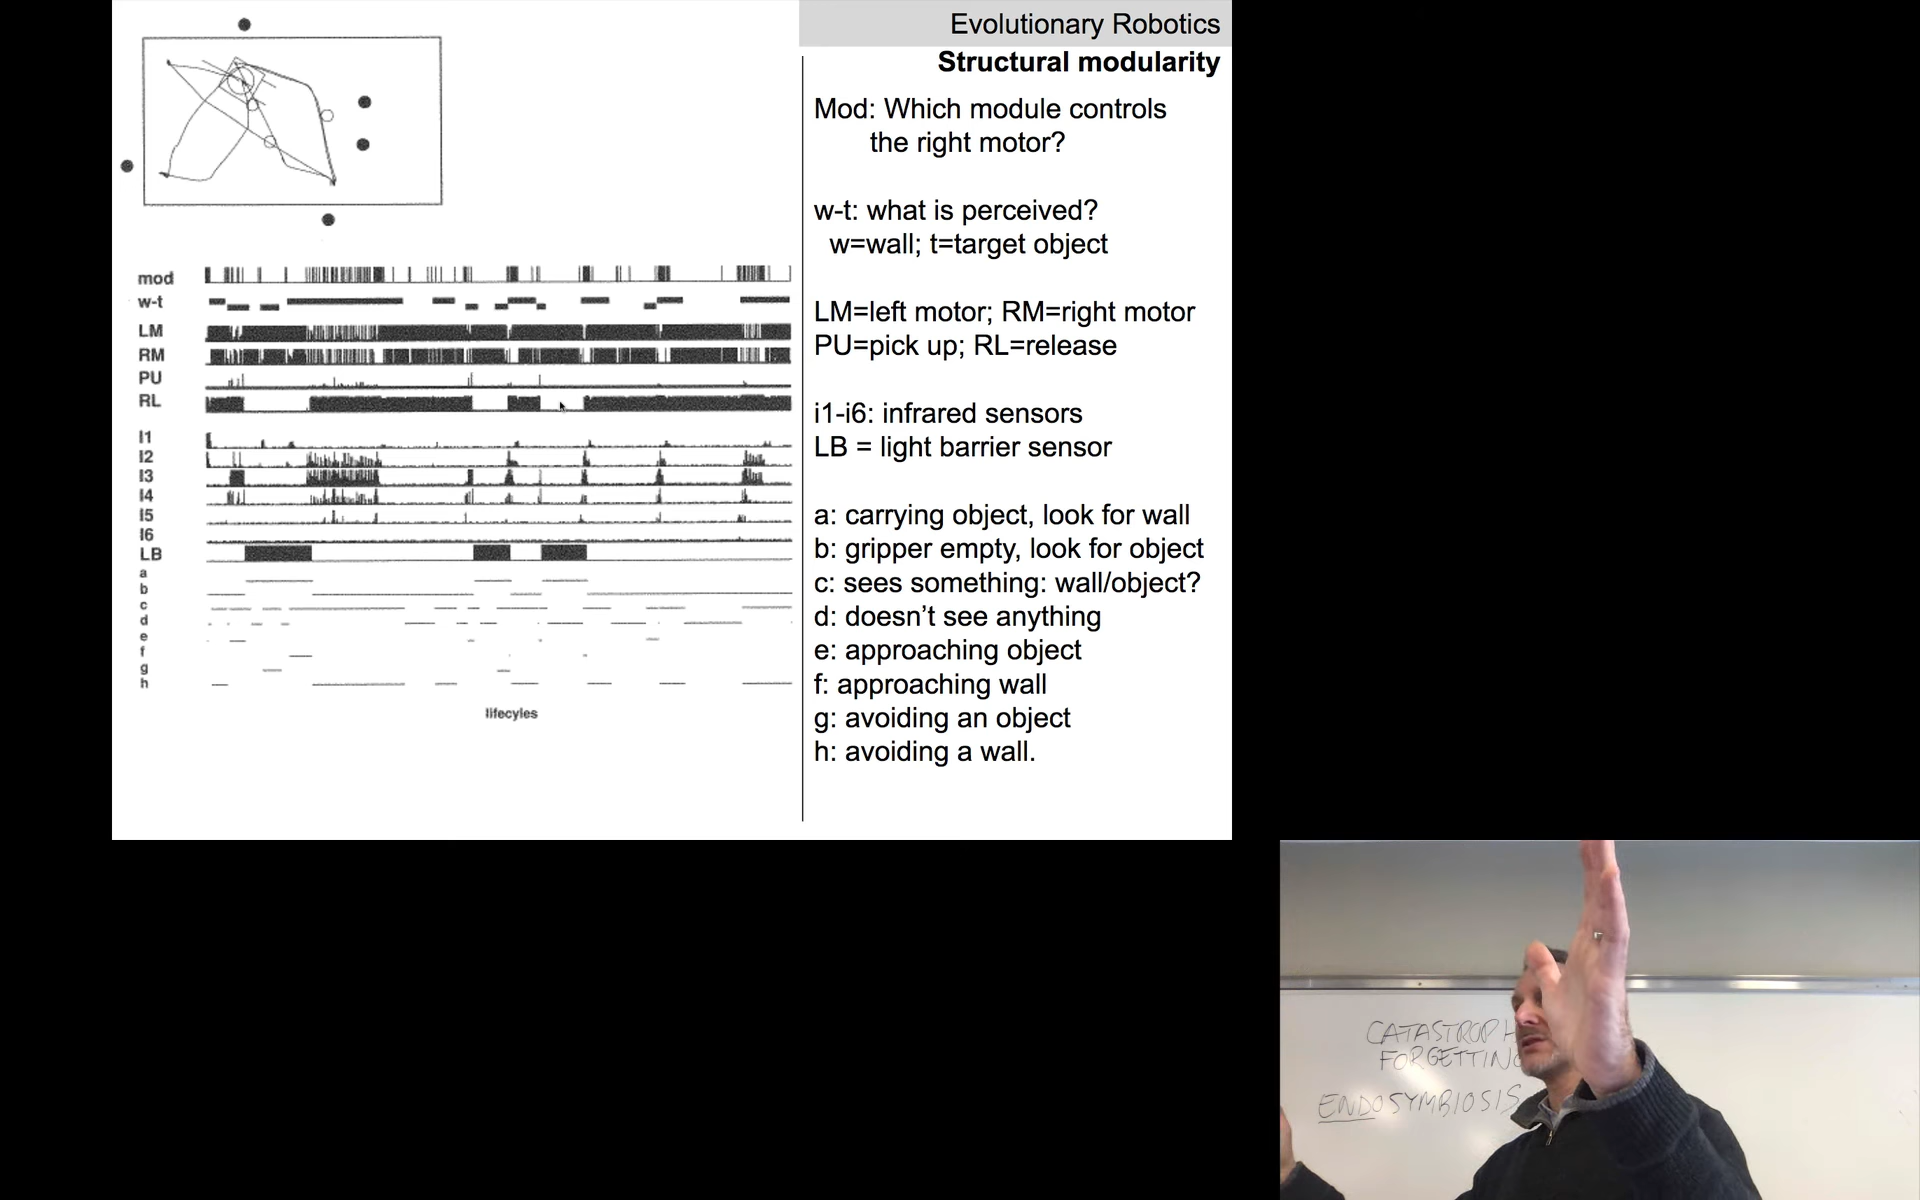 Evolutionary Robotics
Structural modularity
Mod: Which module controls
the right motor?
w-t: what is perceived?
w=wall; t=target object
LM=left motor; RM=right motor
PU=pick up; RL=release
i1-i6: infrared sensors
LB = light barrier sensor
a: carrying object, look for wall
b: gripper empty, look for object
c: sees something: wall/object?
d: doesn’t see anything
e: approaching object
f: approaching wall
g: avoiding an object
h: avoiding a wall.
mod
w-t
LM
RM
PU
RL
I1
I2
I3
I4
I5
I6
LB
a
b
c
d
e
f
g
h
lifecyles
CATASTROPH
FORGETTING
ENDOSYMBIOSIS